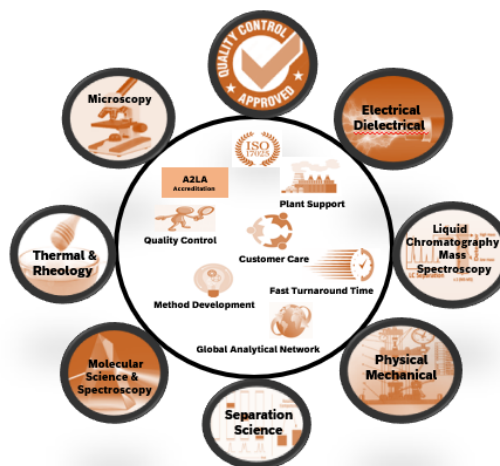 QUALITY CONTROL
APPROVED
Microscopy
Electrical
Dielectrical
ISO
17025
A2LA
Accreditation
Plant Support
Quality Control
Customer Care
Thermal &
Rheology
Liquid
Chromatography
Mass
Spectroscopy
Fast Turnaround Time
Method Development
Global Analytical Network
Molecular
Science &
Spectroscopy
Physical
Mechanical
Separation
Science